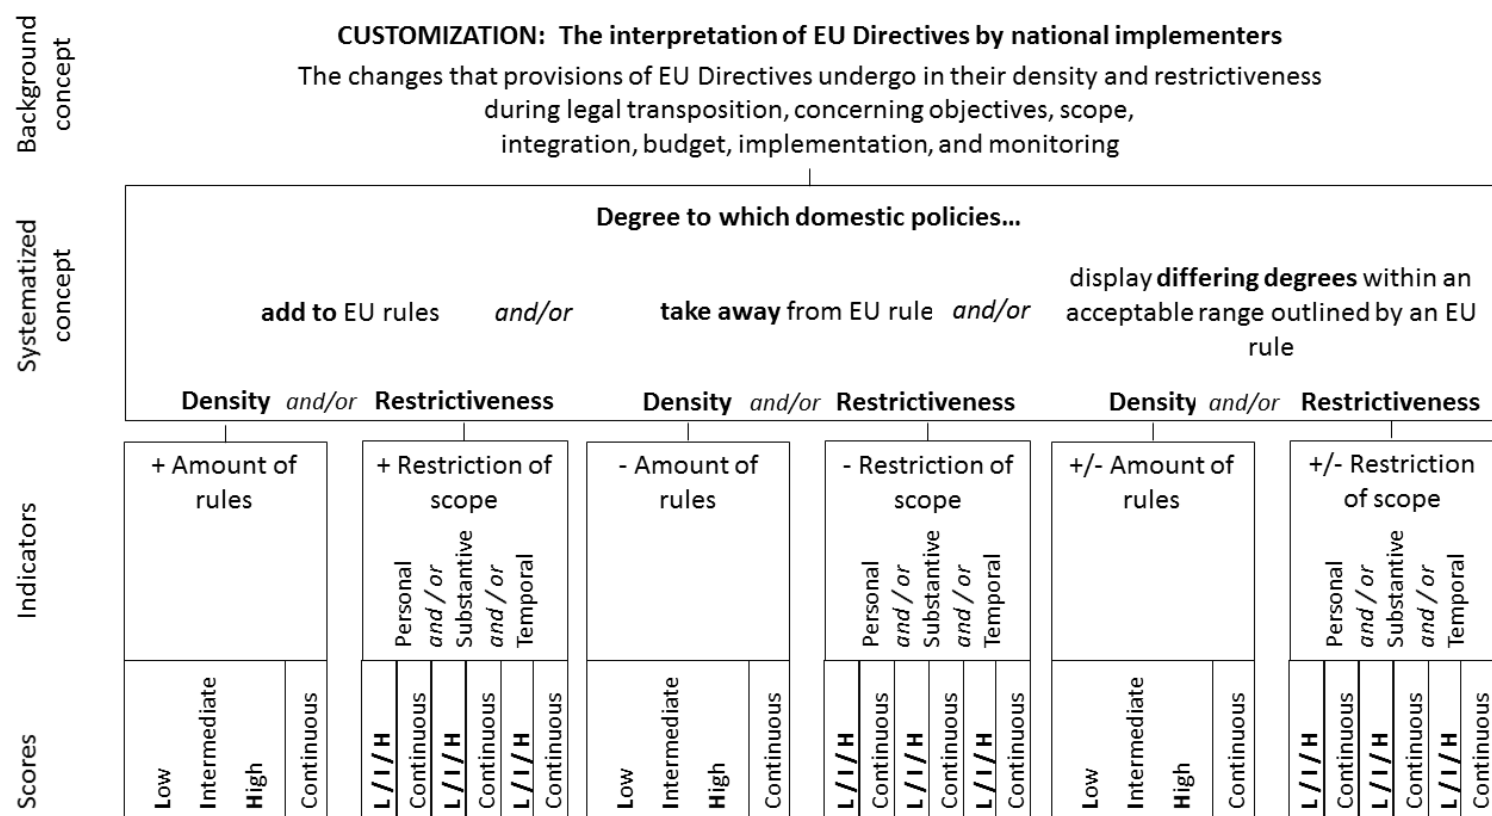 Background
concept
CUSTOMIZATION: The interpretation of EU Directives by national implementers
The changes that provisions of EU Directives undergo in their density and restrictiveness
during legal transposition, concerning objectives, scope,
integration, budget, implementation, and monitoring
Systematized
concept
Degree to which domestic policies...
add to EU rules and/or take away from EU rule and/or
display differing degrees within an
acceptable range outlined by an EU
rule
Density and/or Restrictiveness Density and/or Restrictiveness Density and/or Restrictiveness
Indicators
+ Amount of
rules
+ Restriction of
scope
Personal
and / or
Substantive
and / or
Temporal
- Amount of
rules
- Restriction of
scope
Personal
and / or
Substantive
and / or
Temporal
+/- Amount of
rules
+/- Restriction
of scope
Personal
and / or
Substantive
and / or
Temporal
Scores
Low
Intermediate
High
Continuous
L / I / H
Continuous
L / I / H
Continuous
L / I / H
Continuous
Low
Intermediate
High
Continuous
L / I / H
Continuous
L / I / H
Continuous
L / I / H
Continuous
Low
Intermediate
High
Continuous
L / I / H
Continuous
L / I / H
Continuous
L / I / H
Continuous